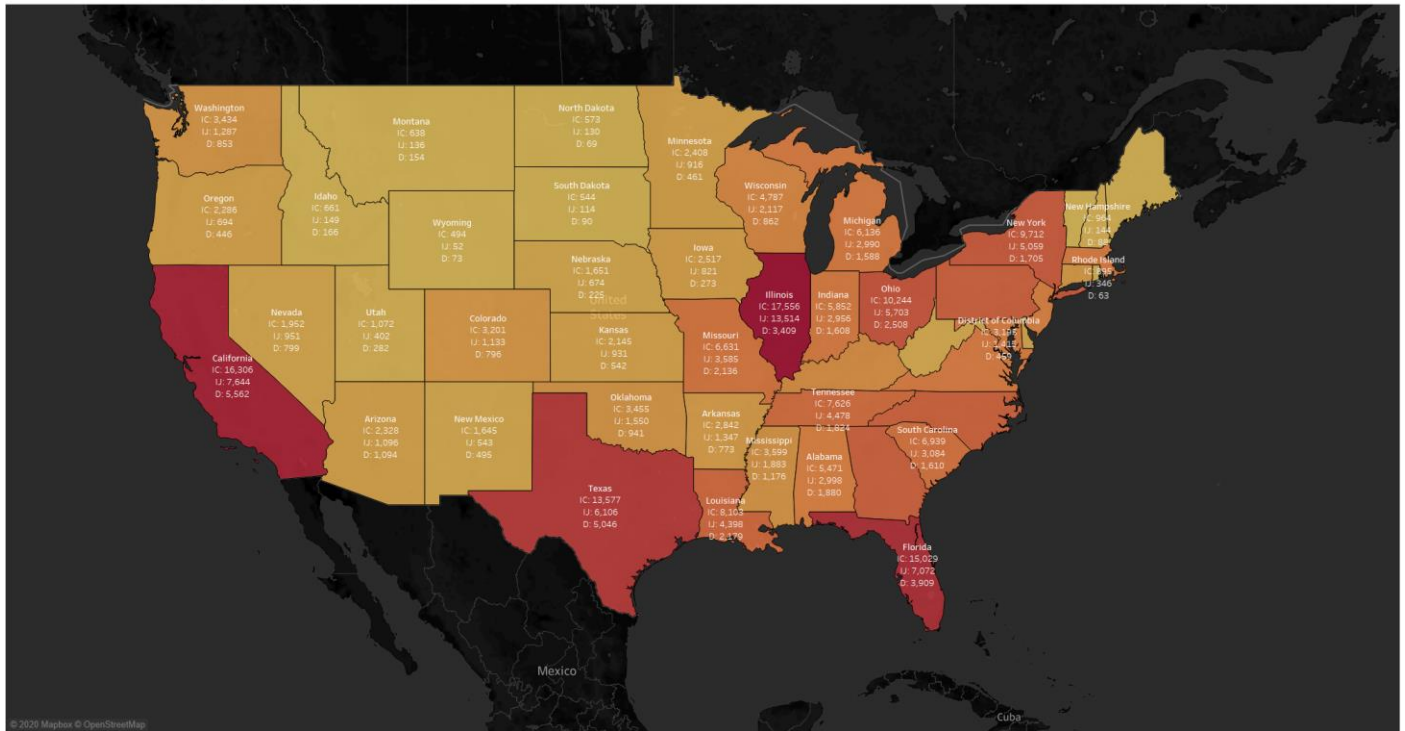 Washington
IC: 3,434
IJ: 1,287
D: 853
Montana
IC: 638
IJ: 136
D: 154
North Dakota
IC: 573
IJ: 130
D: 69
Minnesota
IC: 2,408
IJ: 916
D: 461
Oregon
IC: 2,286
IJ: 694
D: 446
Idaho
IC: 661
IJ: 149
D: 166
South Dakota
IC: 544
IJ: 114
D: 90
Wisconsin
IC: 4,787
IJ: 2,117
D: 862
Michigan
IC: 6,136
IJ: 2,990
D: 1,588
New York
IC: 9,712
IJ: 5,059
D: 1,705
New Hampshire
IC: 964
IJ: 144
Wyoming
IC: 494
IJ: 52
D: 73
Nebraska
IC: 1,651
IJ: 674
D: 225
United
States
Iowa
IC: 2,517
IJ: 821
D: 273
Rhode Island
IC: 895
IJ: 346
D: 63
Illinois
IC: 17,556
IJ: 13,514
D: 3,409
Indiana
IC: 5,852
IJ: 2,956
D: 1,608
Ohio
IC: 10,244
IJ: 5,703
D: 2,508
Nevada
IC: 1,952
IJ: 951
D: 799
Utah
IC: 1,072
IJ: 402
D: 282
Colorado
IC: 3,201
IJ: 1,133
D: 796
Kansas
IC: 2,145
IJ: 931
D: 542
Missouri
IC: 6,631
IJ: 3,585
D: 2,136
District of Columbia
D: 459
California
IC: 16,306
IJ: 7,644
D: 5,562
Arizona
IC: 2,328
IJ: 1,096
D: 1,094
New Mexico
IC: 1,645
IJ: 543
D: 495
Oklahoma
IC: 3,455
IJ: 1,550
D: 941
Arkansas
IC: 2,842
IJ: 1,347
D: 773
Tennessee
IC: 7,626
IJ: 4,478
D: 1,824
South Carolina
IC: 6,939
IJ: 3,084
D: 1,610
Mississippi
IC: 3,599
IJ: 1,883
D: 1,176
Alabama
IC: 5,471
IJ: 2,998
D: 1,880
Texas
IC: 13,577
IJ: 6,106
D: 5,046
Louisiana
IC: 8,103
IJ: 4,398
D: 2,179
Florida
IC: 15,029
IJ: 7,072
D: 3,909
Mexico
Cuba
© 2020 Mapbox © OpenStreetMap